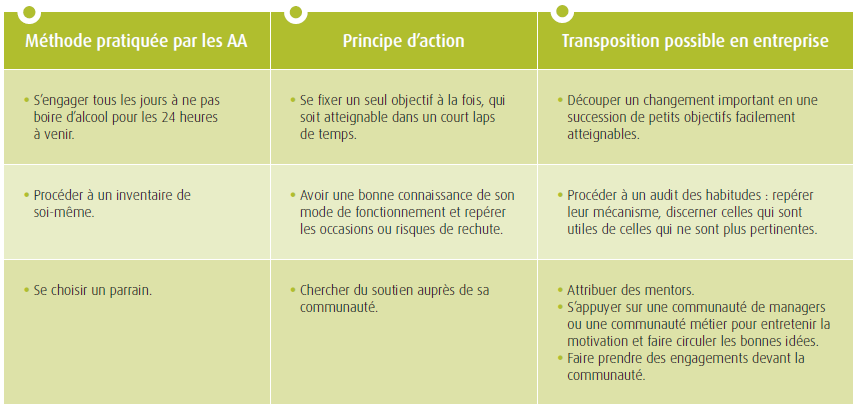 Méthode pratiquée par les AA
Principe d'action
Transposition possible en entreprise
• S'engager tous les jours à ne pas
boire d'alcool pour les 24 heures
à venir.
• Se fixer un seul objectif à la fois, qui
soit atteignable dans un court laps
de temps.
• Découper un changement important en une
succession de petits objectifs facilement
atteignables.
• Procéder à un inventaire de
soi-même.
• Avoir une bonne connaissance de son
mode de fonctionnement et repérer
les occasions ou risques de rechute.
• Procéder à un audit des habitudes : repérer
leur mécanisme, discerner celles qui sont
utiles de celles qui ne sont plus pertinentes.
• Se choisir un parrain.
• Chercher du soutien auprès de sa
communauté.
• Attribuer des mentors.
• S'appuyer sur une communauté de managers
ou une communauté métier pour entretenir la
motivation et faire circuler les bonnes idées.
• Faire prendre des engagements devant la
communauté.